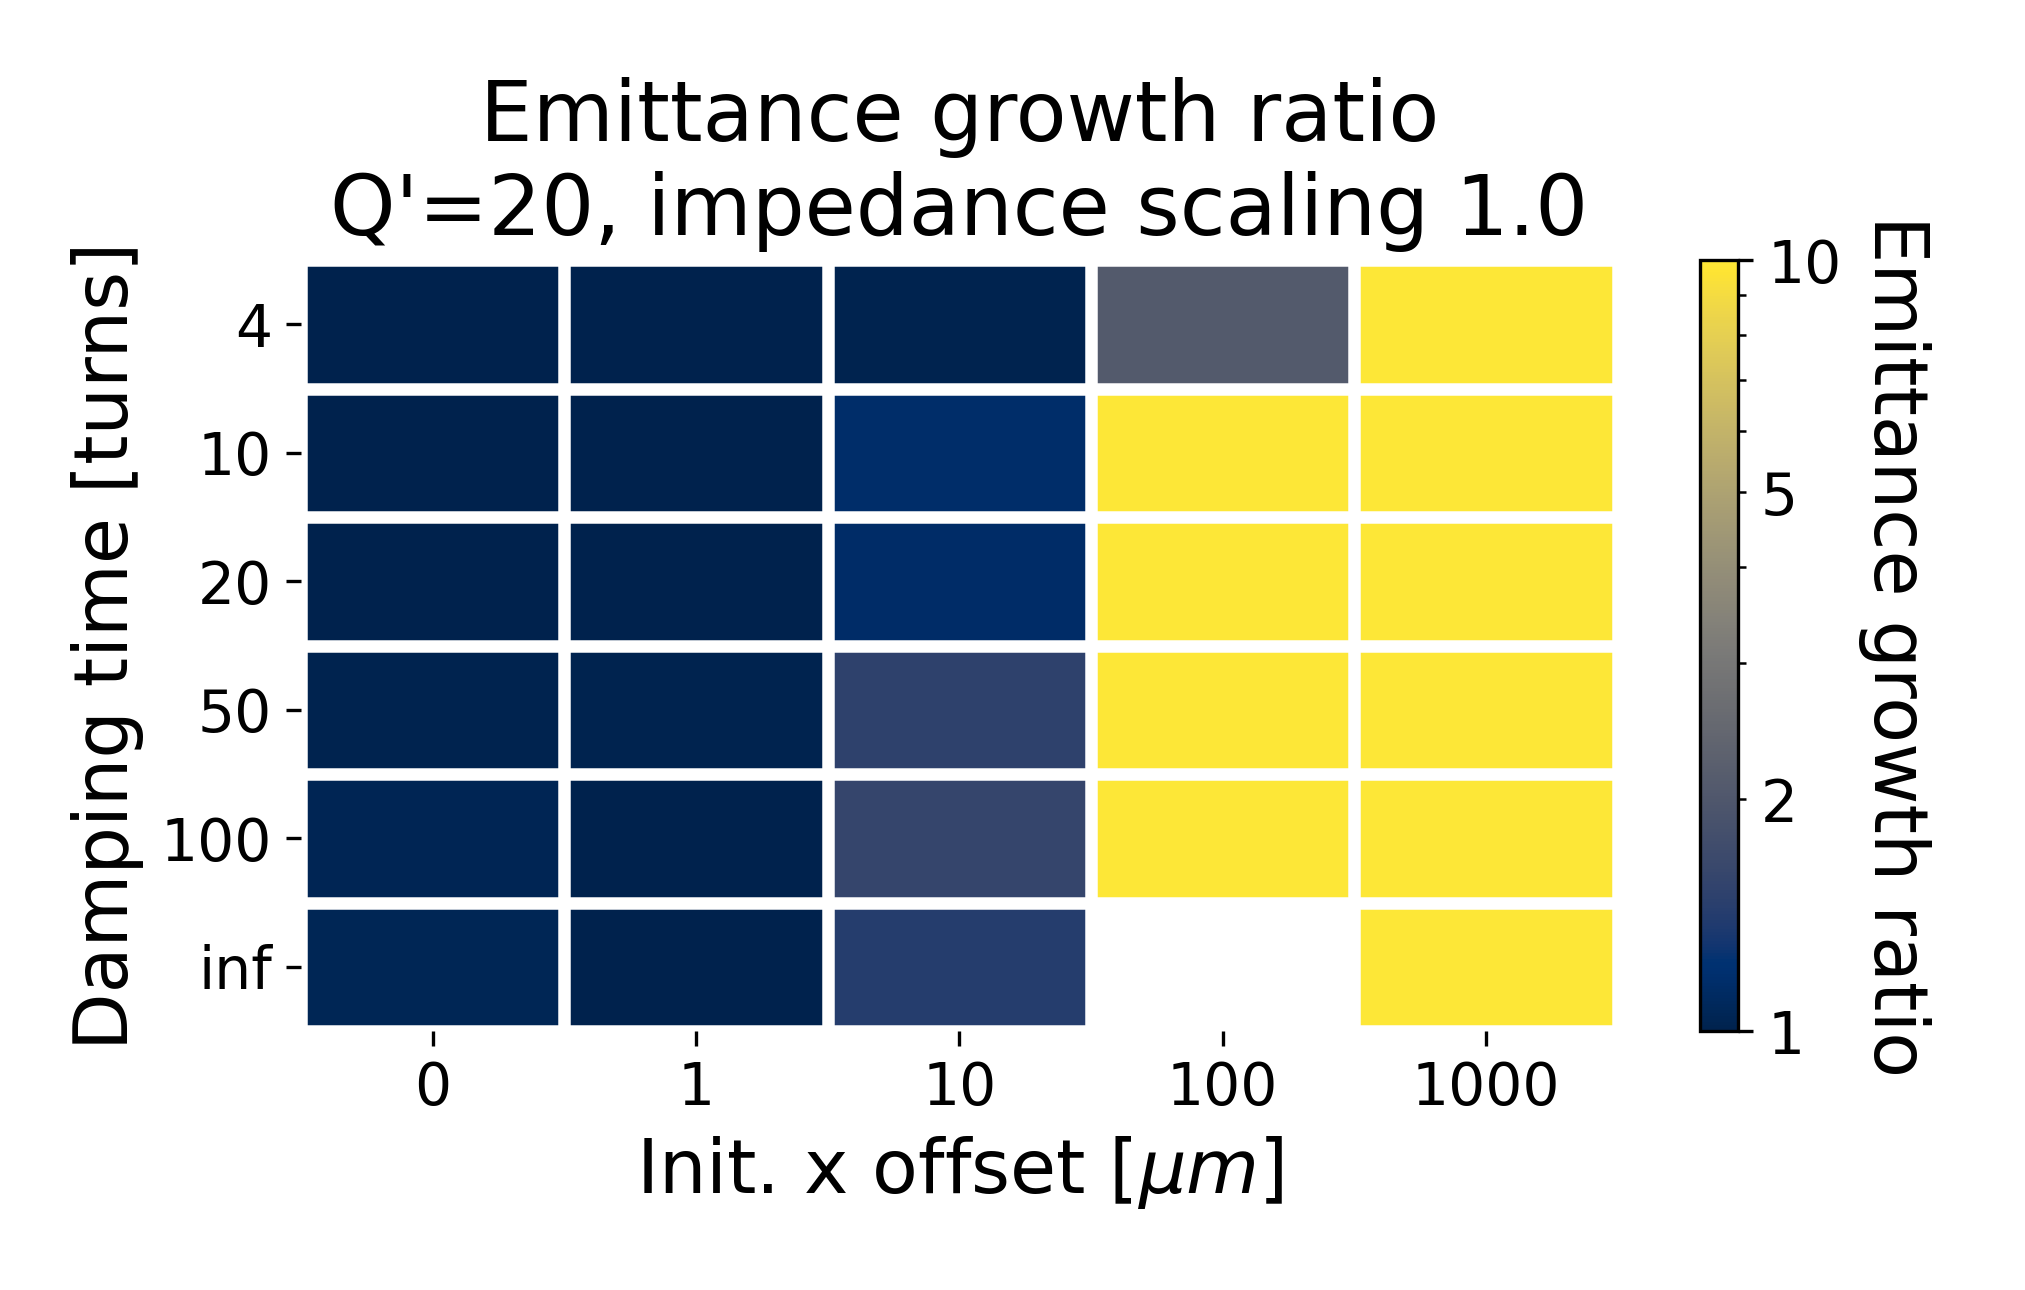 Emittance growth ratio
Q'=20, impedance scaling 1.0
Damping time [turns]
4
10
20
50
100
inf
0
1
10
100
1000
Init. x offset [μm]
10
5
2
1
Emittance growth ratio